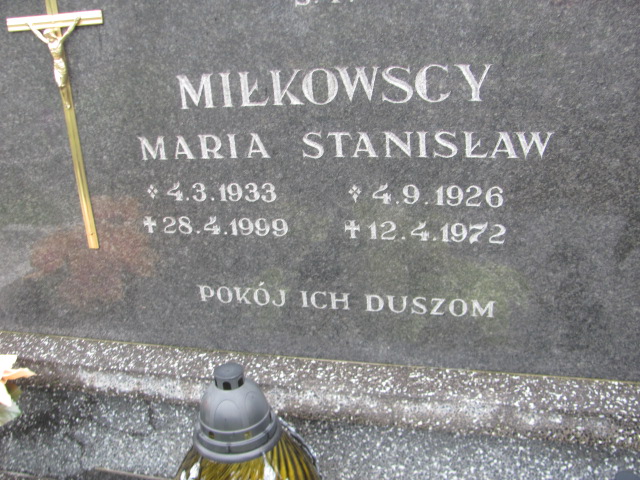 MIŁKOWSCY
MARIA STANISŁAW
4.3.1933 4.9.1926
✝28.4.1999 ✝12.4.1972
POKÓJ ICH DUSZOM